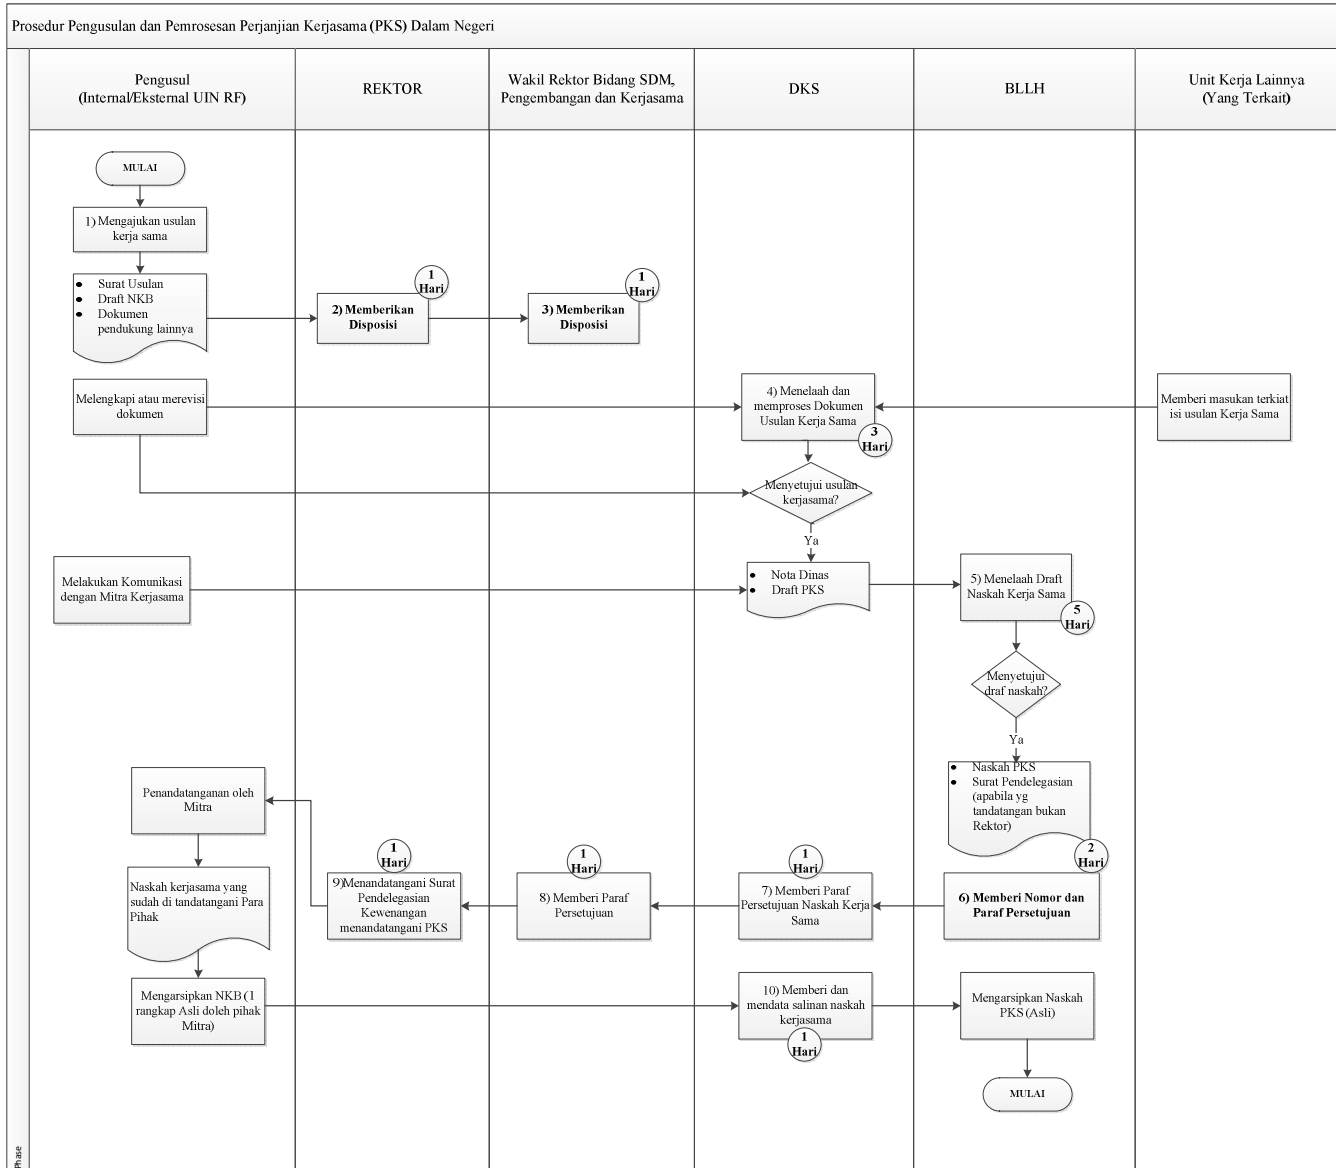 Prosedur Pengusulan dan Pemrosesan Perjanjian Kerjasama (PKS) Dalam Negeri
Pengusul
(Internal/Eksternal UIN RF)
REKTOR
Wakil Rektor Bidang SDM,
Pengembangan dan Kerjasama
DKS
BLLH
Unit Kerja Lainnya
(Yang Terkait)
MULAI
1) Mengajukan usulan
kerja sama
Surat Usulan
Draft NKB
Dokumen
pendukung lainnya
1
Hari
2) Memberikan
Disposisi
1
Hari
3) Memberikan
Disposisi
Melengkapi atau merevisi
dokumen
4) Menelaah dan
memproses Dokumen
Usulan Kerja Sama
3
Hari
Memberi masukan terkiat
isi usulan Kerja Sama
Menyetujui usulan
kerjasama?
Ya
Melakukan Komunikasi
dengan Mitra Kerjasama
Nota Dinas
Draft PKS
5) Menelaah Draft
Naskah Kerja Sama
5
Hari
Menyetujui
draf naskah?
Ya
Naskah PKS
Surat Pendelegasian
(apabila yg
tandatangan bukan
Rektor)
2
Hari
6) Memberi Nomor dan
Paraf Persetujuan
1
Hari
7) Memberi Paraf
Persetujuan Naskah Kerja
Sama
1
Hari
8) Memberi Paraf
Persetujuan
1
Hari
9)Menandatangani Surat
Pendelegasian
Kewenangan
menandatangani PKS
Penandatanganan oleh
Mitra
Naskah kerjasama yang
sudah di tandatangani Para
Pihak
Mengarsipkan NKB (1
rangkap Asli doleh pihak
Mitra)
10) Memberi dan
mendata salinan naskah
kerjasama
1
Hari
Mengarsipkan Naskah
PKS (Asli)
MULAI
Phase